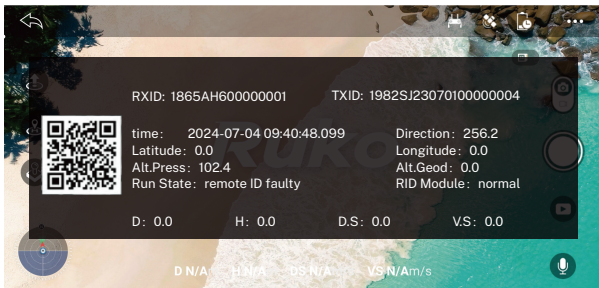 RXID: 1865AH600000001 TXID: 1982SJ23070100000004
time: 2024-07-04 09:40:48.099 Direction: 256.2
Latitude: 0.0 Longitude: 0.0
Ruko
Alt.Press: 102.4 Alt.Geod: 0.0
Run State: remote ID faulty RID Module: normal
D: 0.0 H: 0.0 D.S: 0.0 V.S: 0.0
D N/A H N/A DS N/A VS N/Am/s